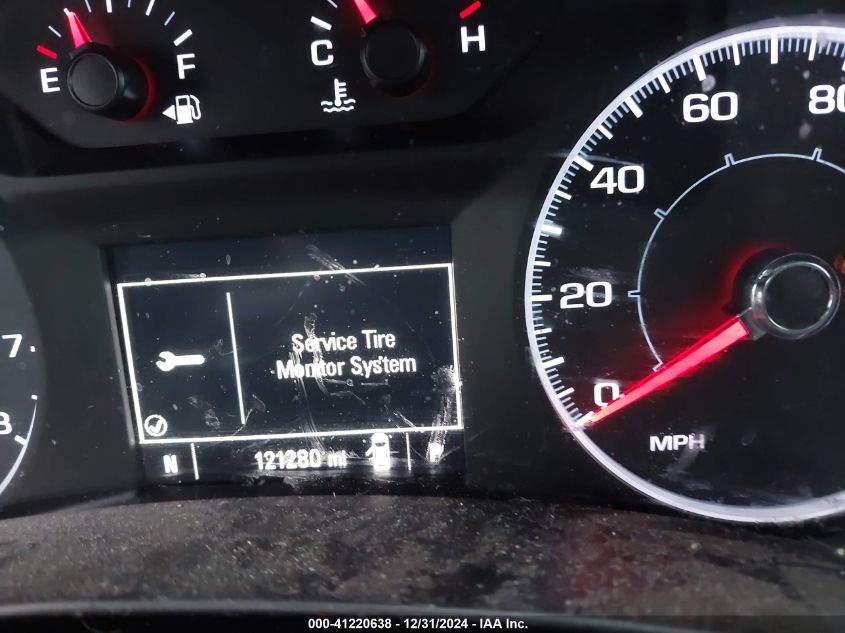 E
F
C
H
60
80
40
20
0
MPH
7
8
Service Tire
Monitor System
N
121280 mi
P
000-41220638 - 12/31/2024 - IAA Inc.